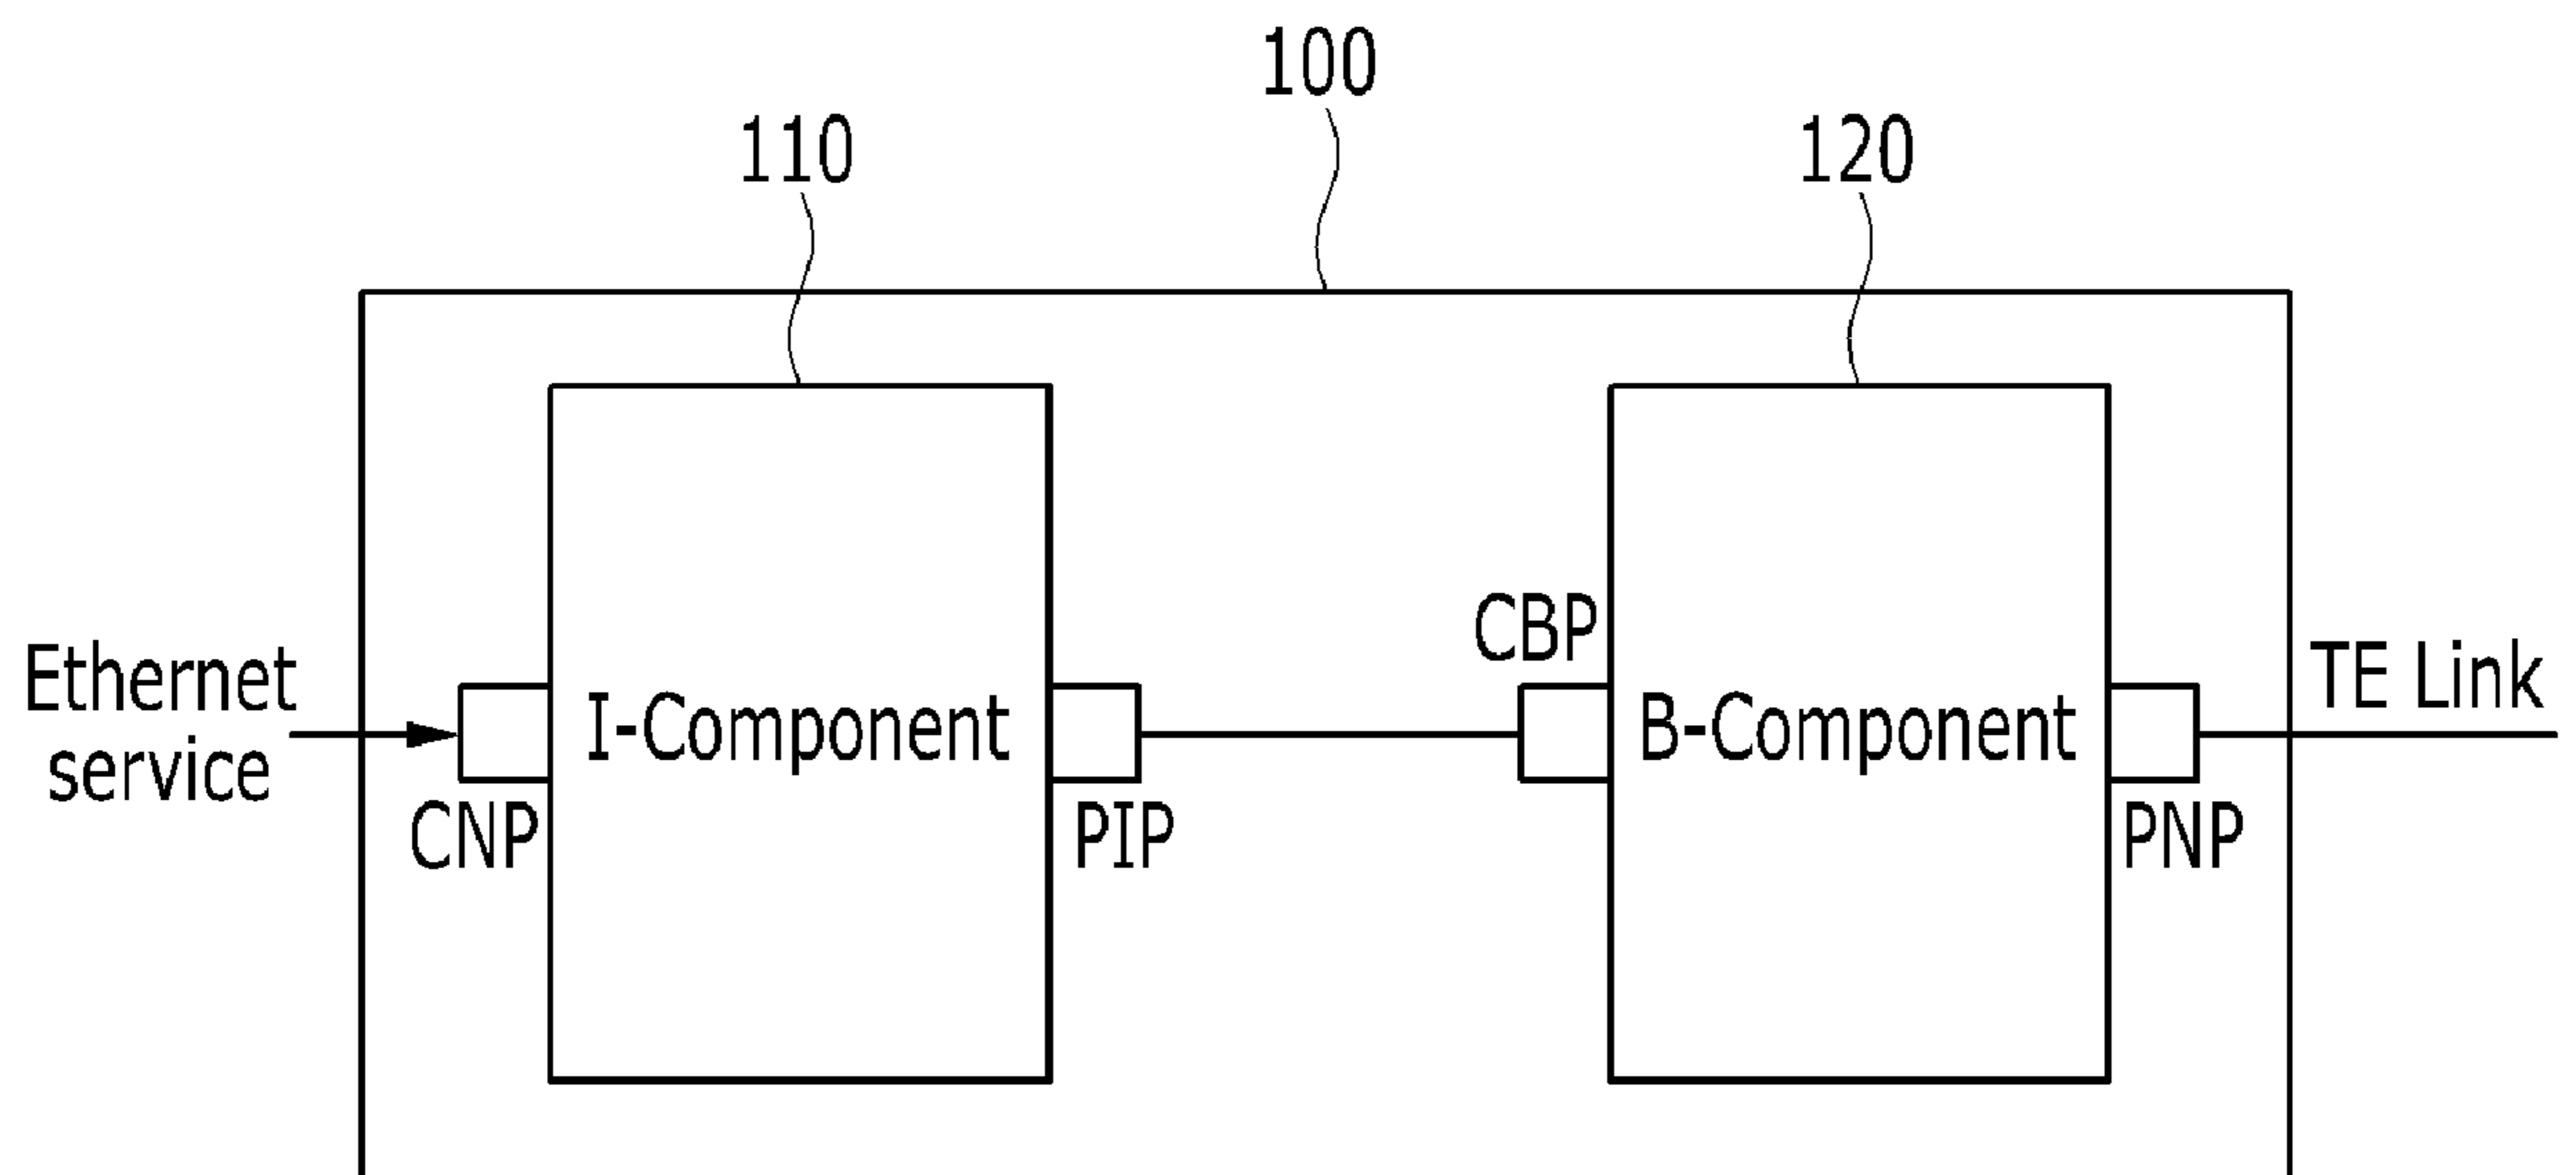 100
110
120
CBP
Ethernet
service
I-Component
B-Component
TE Link
CNP
PIP
PNP